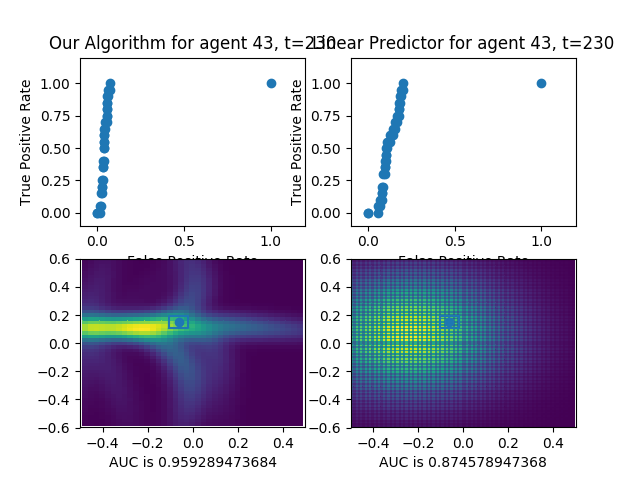 Our Algorithm for agent 43, t=230
Linear Predictor for agent 43, t=230
True Positive Rate
1.00
0.75
0.50
0.25
0.00
0.0 0.5 1.0
False Positive Rate
True Positive Rate
1.00
0.75
0.50
0.25
0.00
0.0 0.5 1.0
0.6
0.4
0.2
0.0
−0.2
−0.4
−0.6
−0.4 −0.2 0.0 0.2 0.4
AUC is 0.959289473684
0.6
0.4
0.2
0.0
−0.2
−0.4
−0.6
−0.4 −0.2 0.0 0.2 0.4
AUC is 0.874578947368